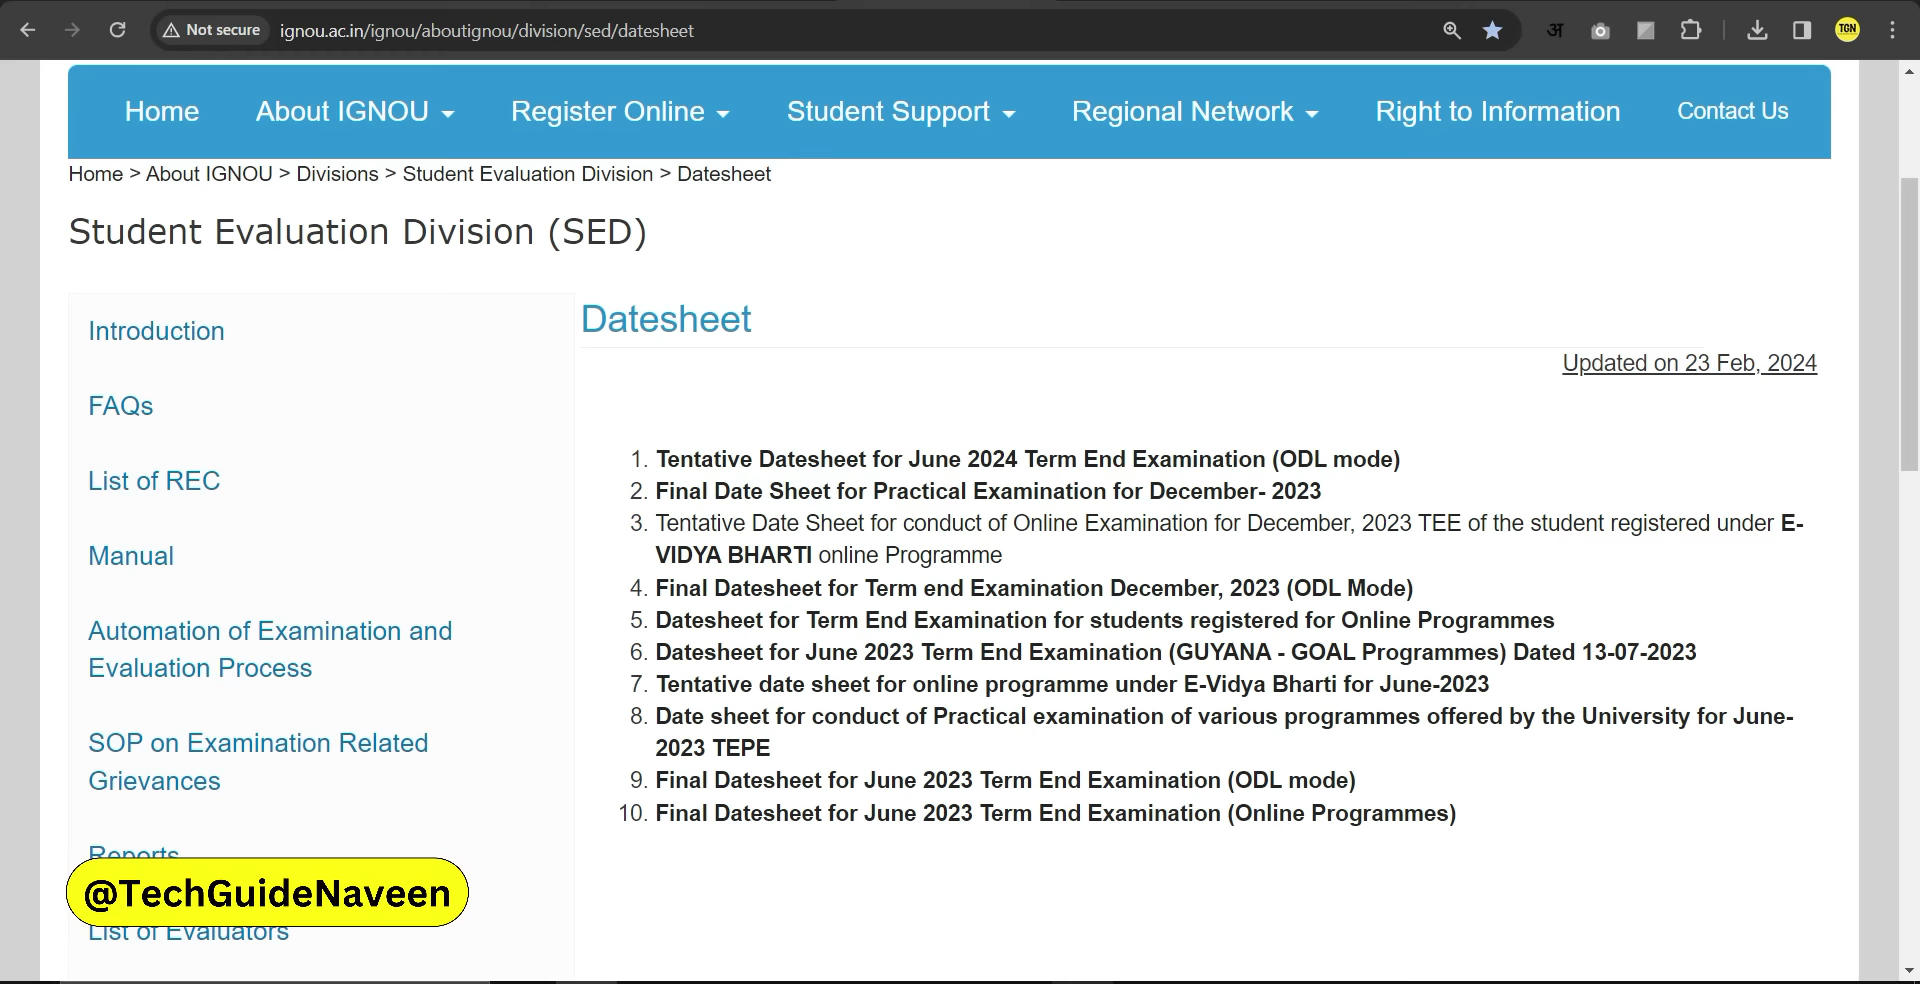 Not secure
ignou.ac.in/ignou/aboutignou/division/sed/datesheet
अ
TGN
Home
About IGNOU
Register Online
Student Support
Regional Network
Right to Information
Contact Us
Home > About IGNOU > Divisions > Student Evaluation Division > Datesheet
Student Evaluation Division (SED)
Introduction
FAQs
List of REC
Manual
Automation of Examination and
Evaluation Process
SOP on Examination Related
Grievances
Reports
@TechGuideNaveen
List of Evaluators
Datesheet
Updated on 23 Feb, 2024
1. Tentative Datesheet for June 2024 Term End Examination (ODL mode)
2. Final Date Sheet for Practical Examination for December- 2023
3. Tentative Date Sheet for conduct of Online Examination for December, 2023 TEE of the student registered under E-
VIDYA BHARTI online Programme
4. Final Datesheet for Term end Examination December, 2023 (ODL Mode)
5. Datesheet for Term End Examination for students registered for Online Programmes
6. Datesheet for June 2023 Term End Examination (GUYANA - GOAL Programmes) Dated 13-07-2023
7. Tentative date sheet for online programme under E-Vidya Bharti for June-2023
8. Date sheet for conduct of Practical examination of various programmes offered by the University for June-
2023 TEPE
9. Final Datesheet for June 2023 Term End Examination (ODL mode)
10. Final Datesheet for June 2023 Term End Examination (Online Programmes)